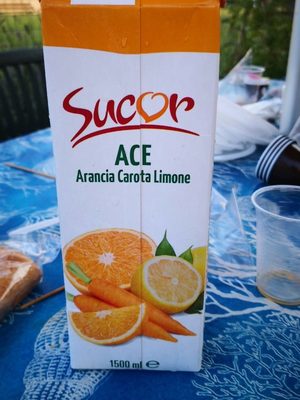 Sucor
ACE
Arancia Carota Limone
1500 ml e